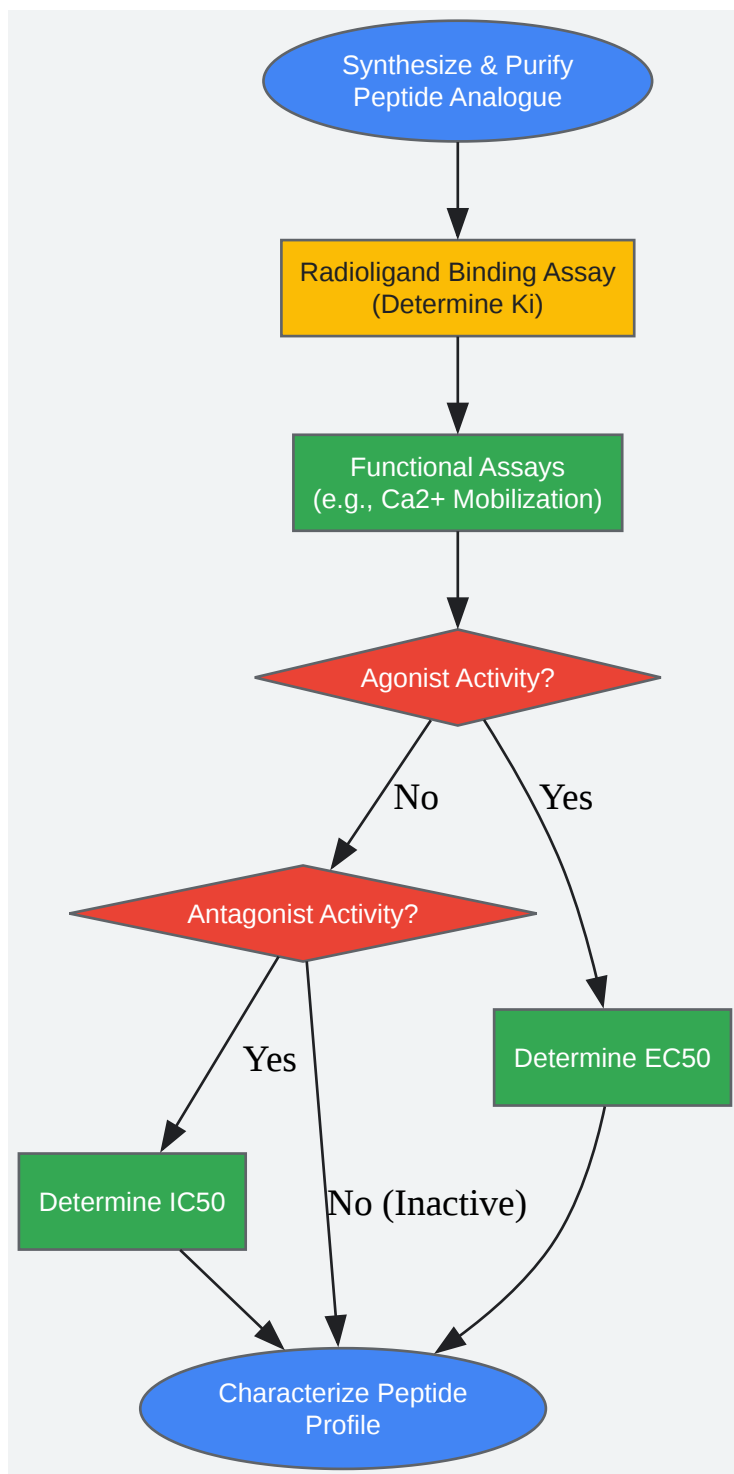 Synthesize & Purify
Peptide Analogue
Radioligand Binding Assay
(Determine Ki)
Functional Assays
(e.g., Ca2+ Mobilization)
Agonist Activity?
No
Yes
Antagonist Activity?
Yes
Determine EC50
Determine IC50
No (Inactive)
Characterize Peptide
Profile